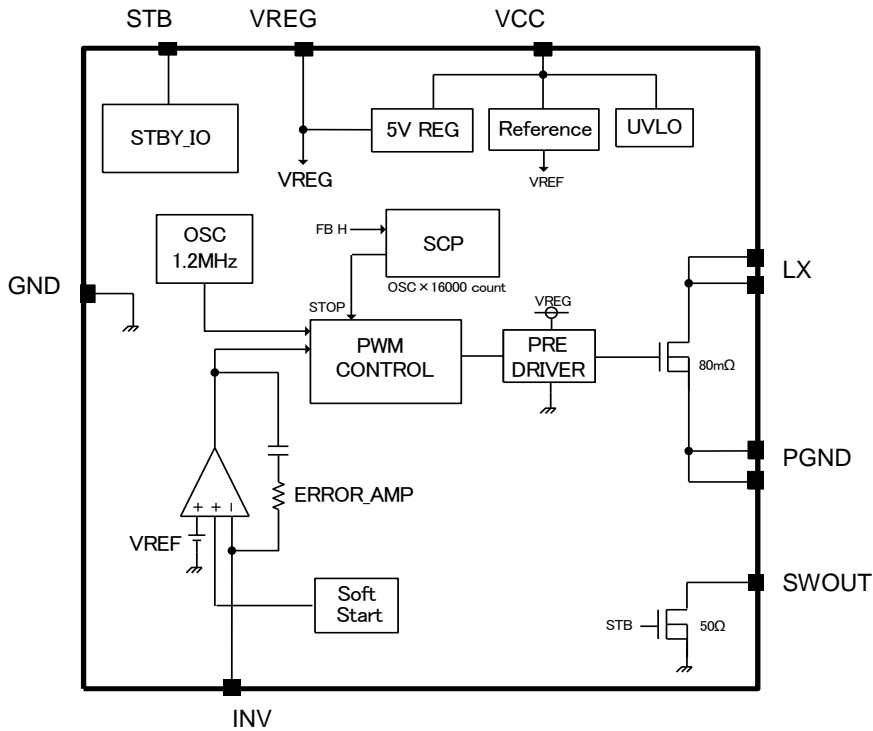 STB
VREG
VCC
STBY_IO
5V REG
Reference
UVLO
VREG
VREF
OSC
1.2MHz
FB H
SCP
OSC×16000 count
GND
LX
STOP
VREG
PWM
CONTROL
PRE
DRIVER
80mΩ
PGND
+ + −
ERROR_AMP
VREF
SWOUT
Soft
Start
STB
50Ω
INV